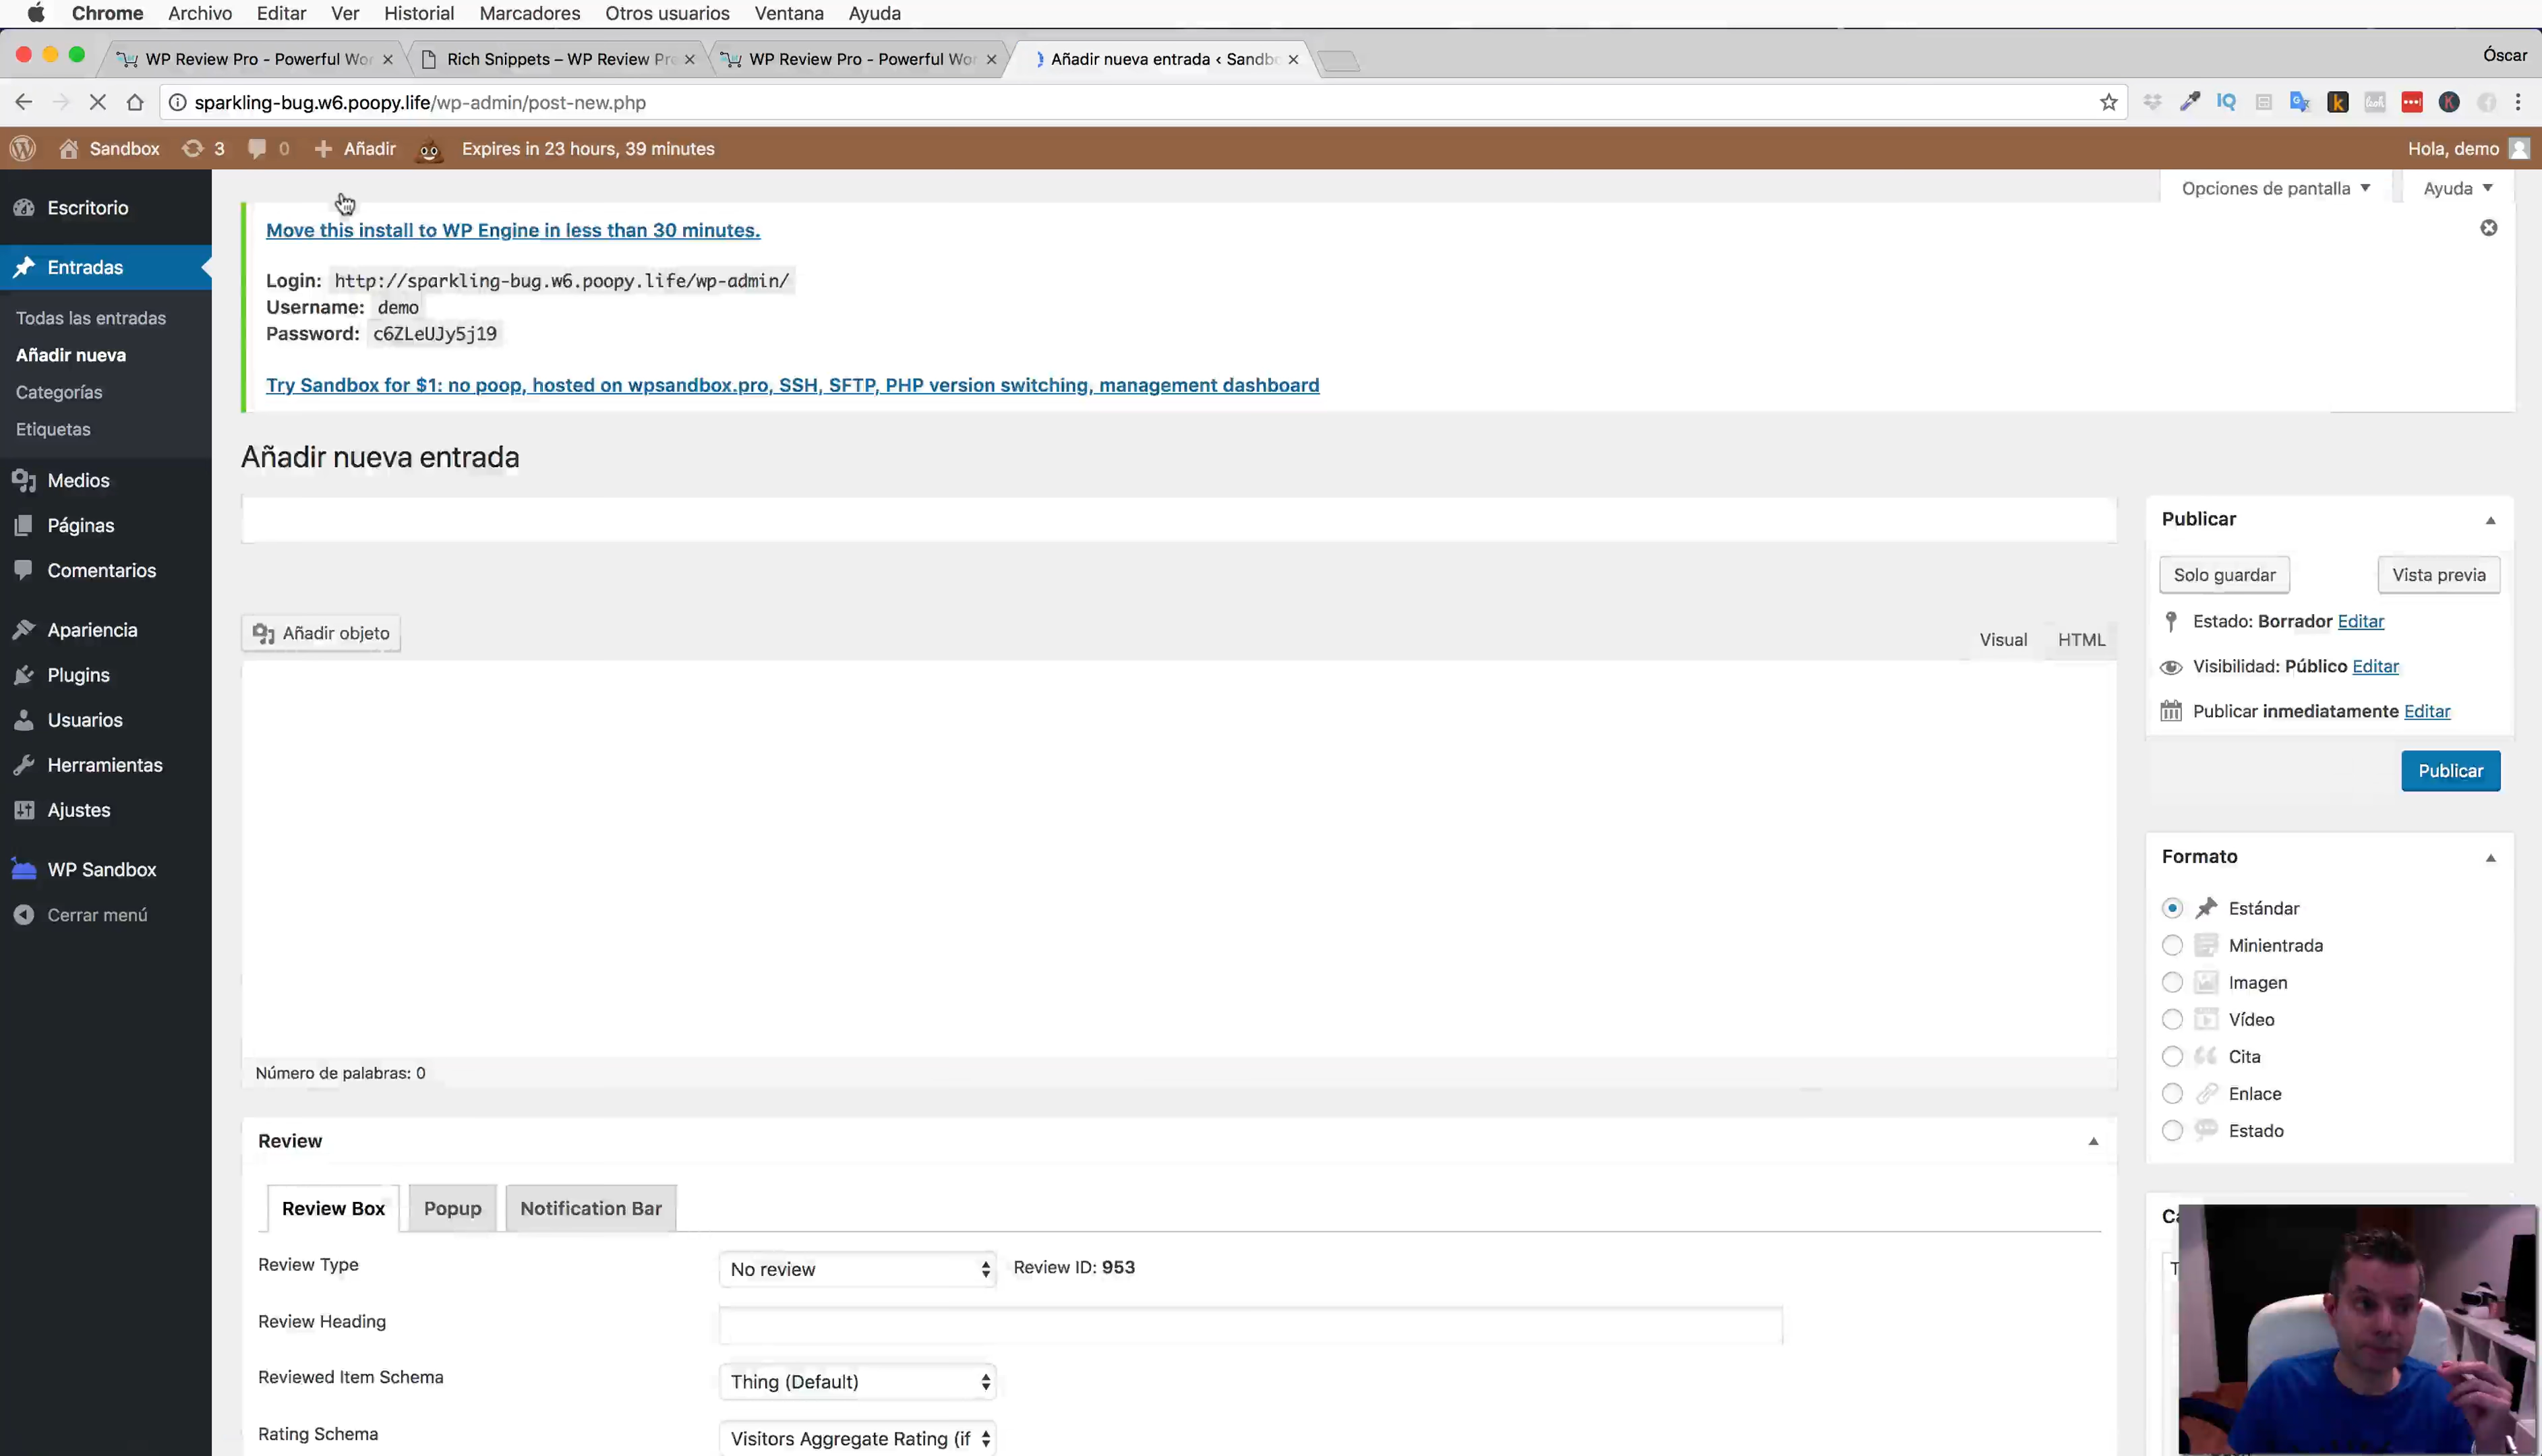 Chrome Archivo Editar Ver Historial Marcadores Otros usuarios Ventana Ayuda
WP Review Pro - Powerful Wor Rich Snippets – WP Review Pr WP Review Pro - Powerful Wor Añadir nueva entrada ‹ Sandb Óscar
sparkling-bug.w6.poopy.life/wp-admin/post-new.php
Sandbox 3 0 Añadir Expires in 23 hours, 39 minutes Hola, demo
Opciones de pantalla Ayuda
Escritorio
Entradas
Todas las entradas
Añadir nueva
Categorías
Etiquetas
Medios
Páginas
Comentarios
Apariencia
Plugins
Usuarios
Herramientas
Ajustes
WP Sandbox
Cerrar menú
Move this install to WP Engine in less than 30 minutes.
Login: http://sparkling-bug.w6.poopy.life/wp-admin/
Username: demo
Password: c6ZLeUJy5j19
Try Sandbox for $1: no poop, hosted on wpsandbox.pro, SSH, SFTP, PHP version switching, management dashboard
Añadir nueva entrada
Añadir objeto
Visual HTML
Número de palabras: 0
Review
Review Box Popup Notification Bar
Review Type No review Review ID: 953
Review Heading
Reviewed Item Schema Thing (Default)
Rating Schema Visitors Aggregate Rating (if
Publicar
Solo guardar Vista previa
Estado: Borrador Editar
Visibilidad: Público Editar
Publicar inmediatamente Editar
Publicar
Formato
Estándar
Minientrada
Imagen
Vídeo
Cita
Enlace
Estado